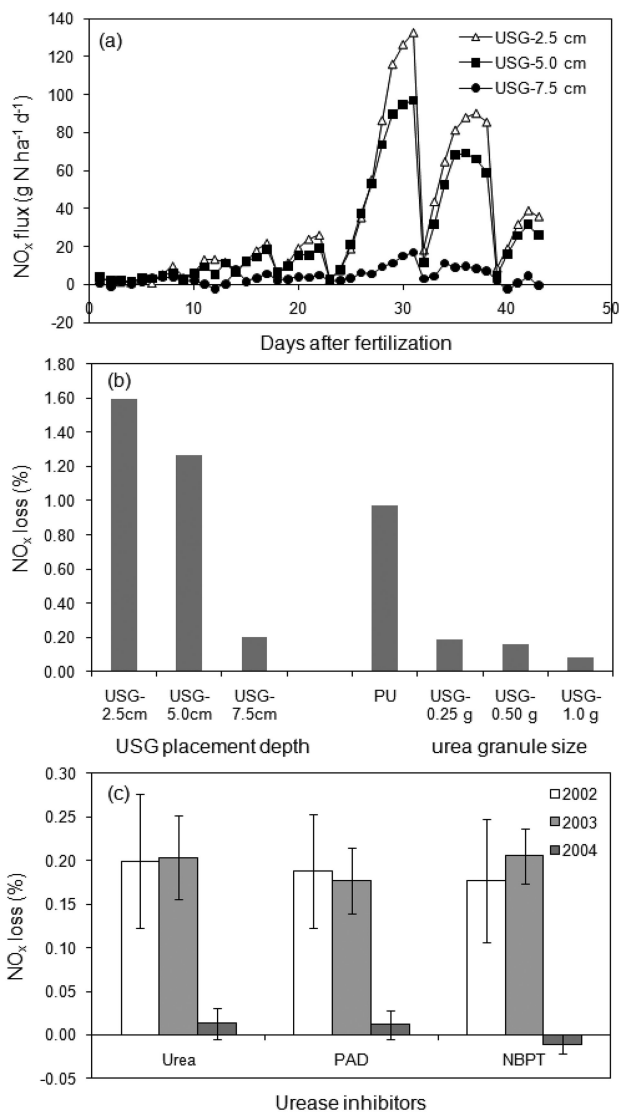 (a)
USG-2.5 cm
USG-5.0 cm
USG-7.5 cm
140
120
100
80
60
40
20
0
-20
NOx flux (g N ha-1 d-1)
0 10 20 30 40 50
Days after fertilization
(b)
1.80
1.60
1.40
1.20
1.00
0.80
0.60
0.40
0.20
0.00
NOx loss (%)
USG- USG- USG- PU USG- USG- USG-
2.5cm 5.0cm 7.5cm 0.25 g 0.50 g 1.0 g
USG placement depth urea granule size
(c)
2002
2003
2004
0.30
0.25
0.20
0.15
0.10
0.05
0.00
-0.05
NOx loss (%)
Urea PAD NBPT
Urease inhibitors